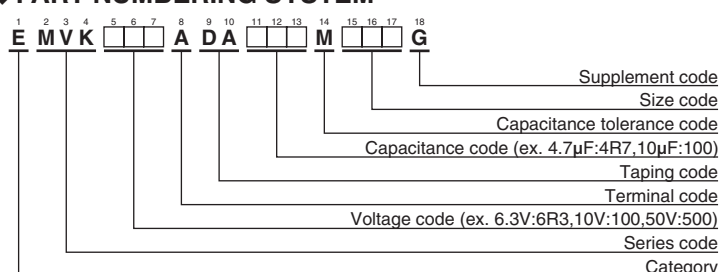 PART NUMBERING SYSTEM
1 2 3 4 5 6 7 8 9 10 11 12 13 14 15 16 17 18
E MVK □□□ A DA □□□ M □□□ G
Supplement code
Size code
Capacitance tolerance code
Capacitance code (ex. 4.7µF:4R7,10µF:100)
Taping code
Terminal code
Voltage code (ex. 6.3V:6R3,10V:100,50V:500)
Series code
Category